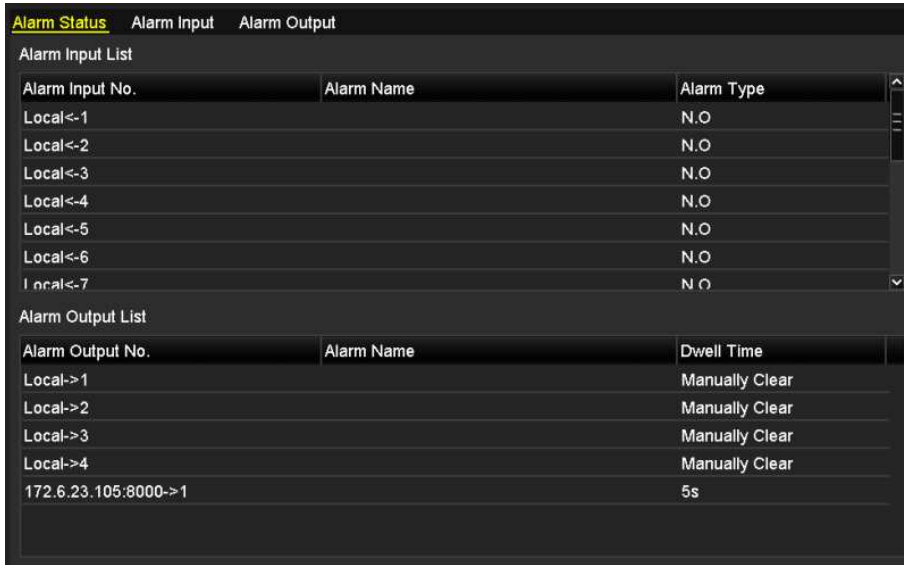 Alarm Status Alarm Input Alarm Output
Alarm Input List
Alarm Input No. Alarm Name Alarm Type
Local<-1 N.O
Local<-2 N.O
Local<-3 N.O
Local<-4 N.O
Local<-5 N.O
Local<-6 N.O
Local<-7 N.O
Alarm Output List
Alarm Output No. Alarm Name Dwell Time
Local->1 Manually Clear
Local->2 Manually Clear
Local->3 Manually Clear
Local->4 Manually Clear
172.6.23.105:8000->1 5s